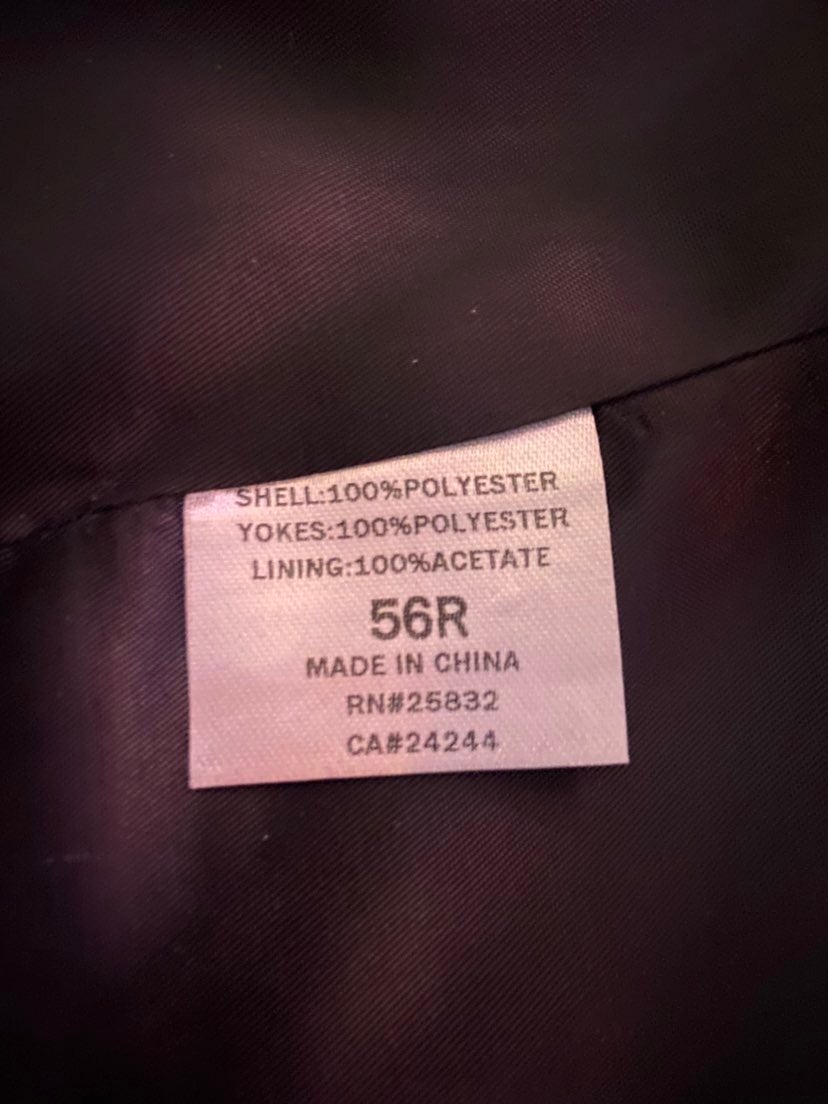 SHELL:100%POLYESTER
YOKES:100%POLYESTER
LINING:100%ACETATE
56R
MADE IN CHINA
RN#25832
CA#24244